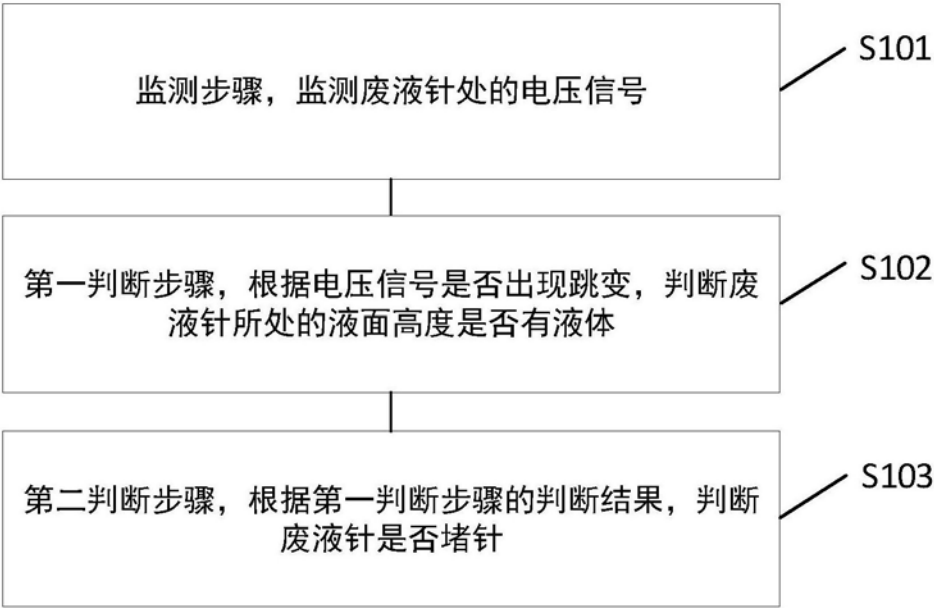 监测步骤，监测废液针处的电压信号
S101
第一判断步骤，根据电压信号是否出现跳变，判断废
液针所处的液面高度是否有液体
S102
第二判断步骤，根据第一判断步骤的判断结果，判断
废液针是否堵针
S103